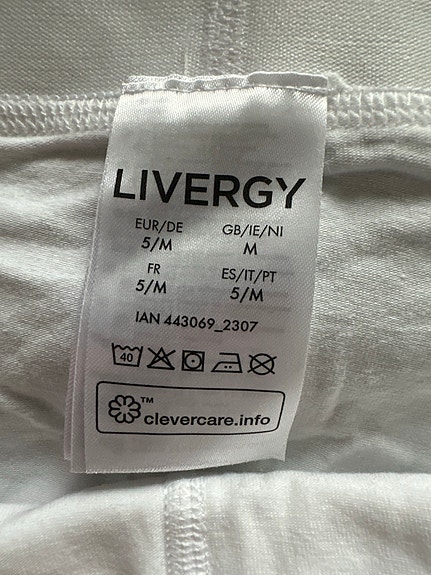 LIVERGY
EUR/DE GB/IE/NI
5/M M
FR ES/IT/PT
5/M 5/M
IAN 443069_2307
40
™
clevercare.info